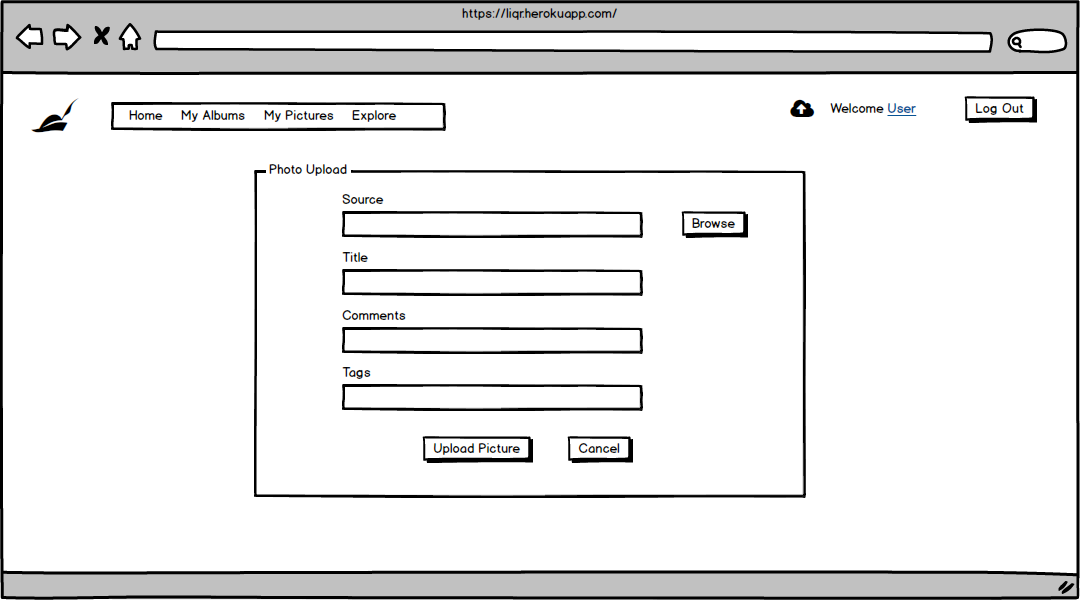 https://liqr.herokuapp.com/
Home My Albums My Pictures Explore
Welcome User
Log Out
Photo Upload
Source
Browse
Title
Comments
Tags
Upload Picture
Cancel